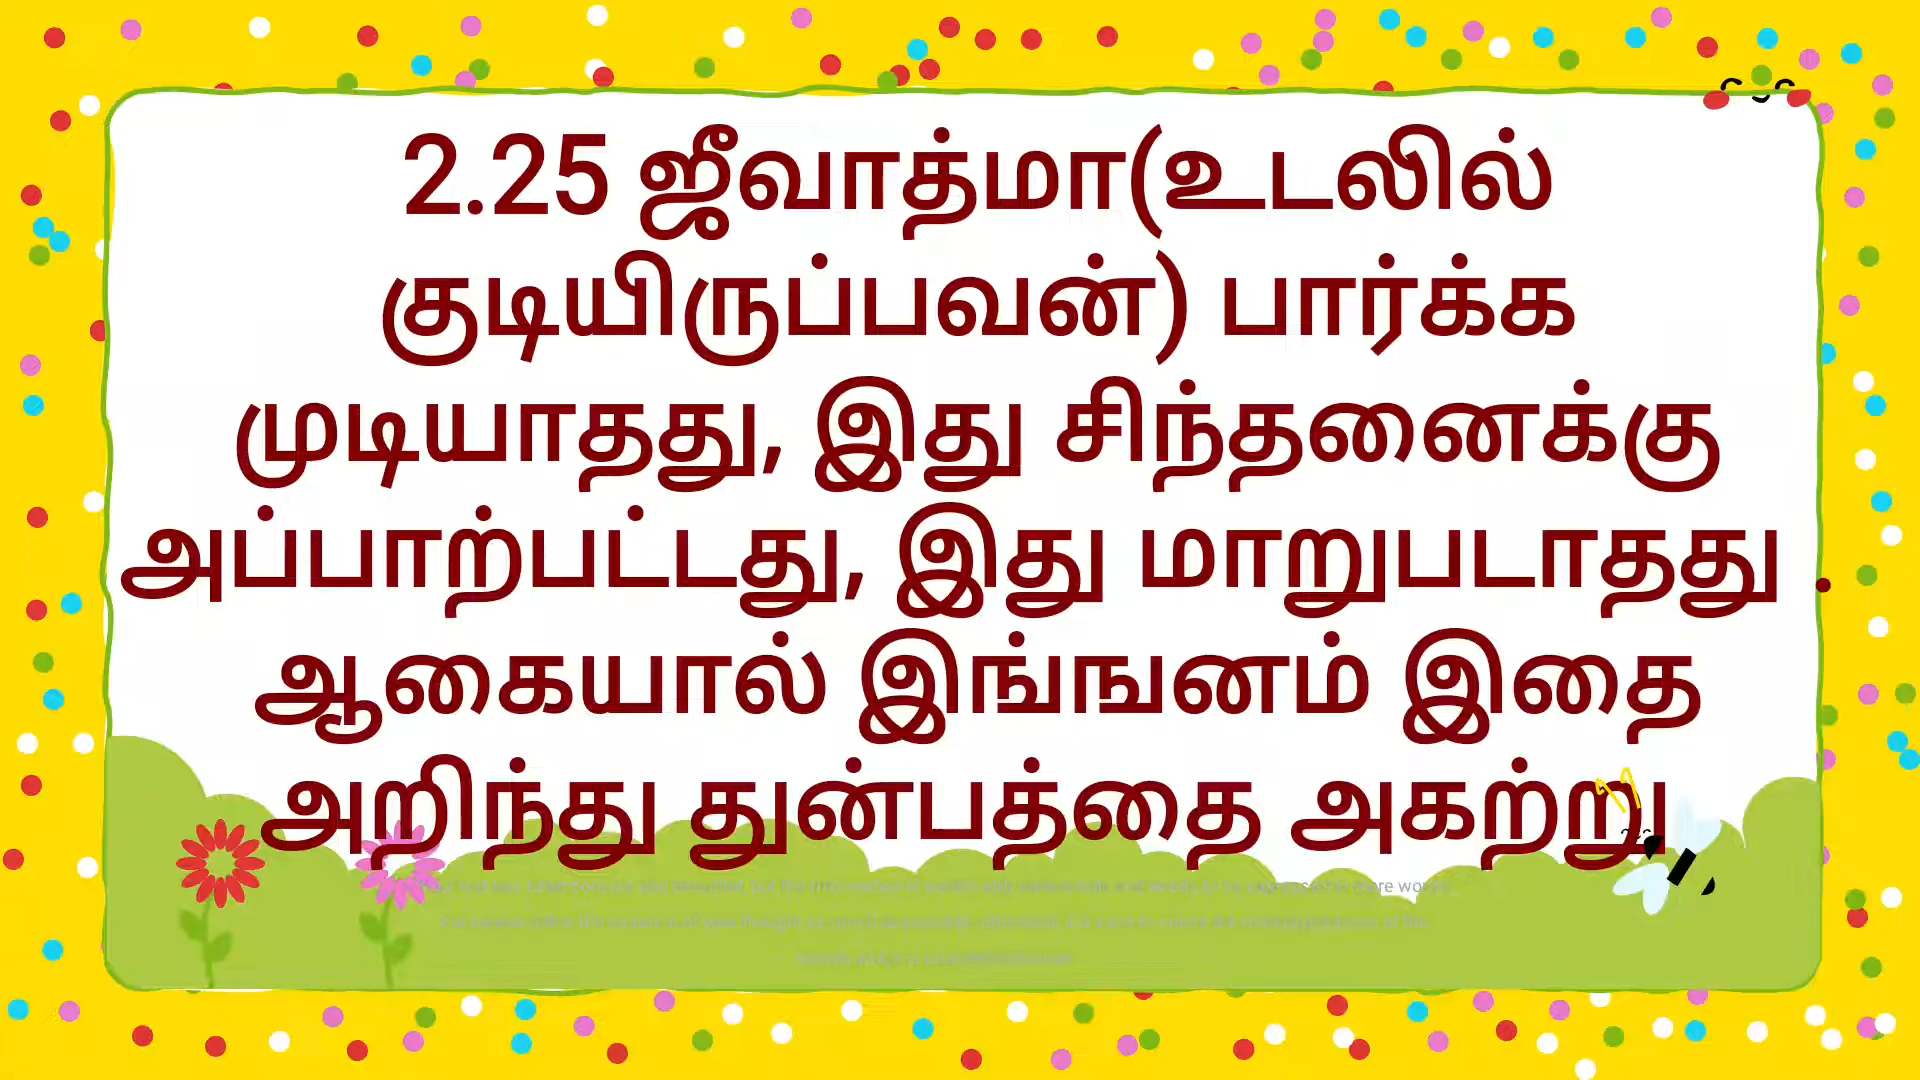 2.25 ஜீவாத்மா(உடலில்
குடியிருப்பவன்) பார்க்க
முடியாதது, இது சிந்தனைக்கு
அப்பாற்பட்டது, இது மாறுபடாதது
ஆகையால் இங்ஙனம் இதை
அறிந்து துன்பத்தை அகற்று